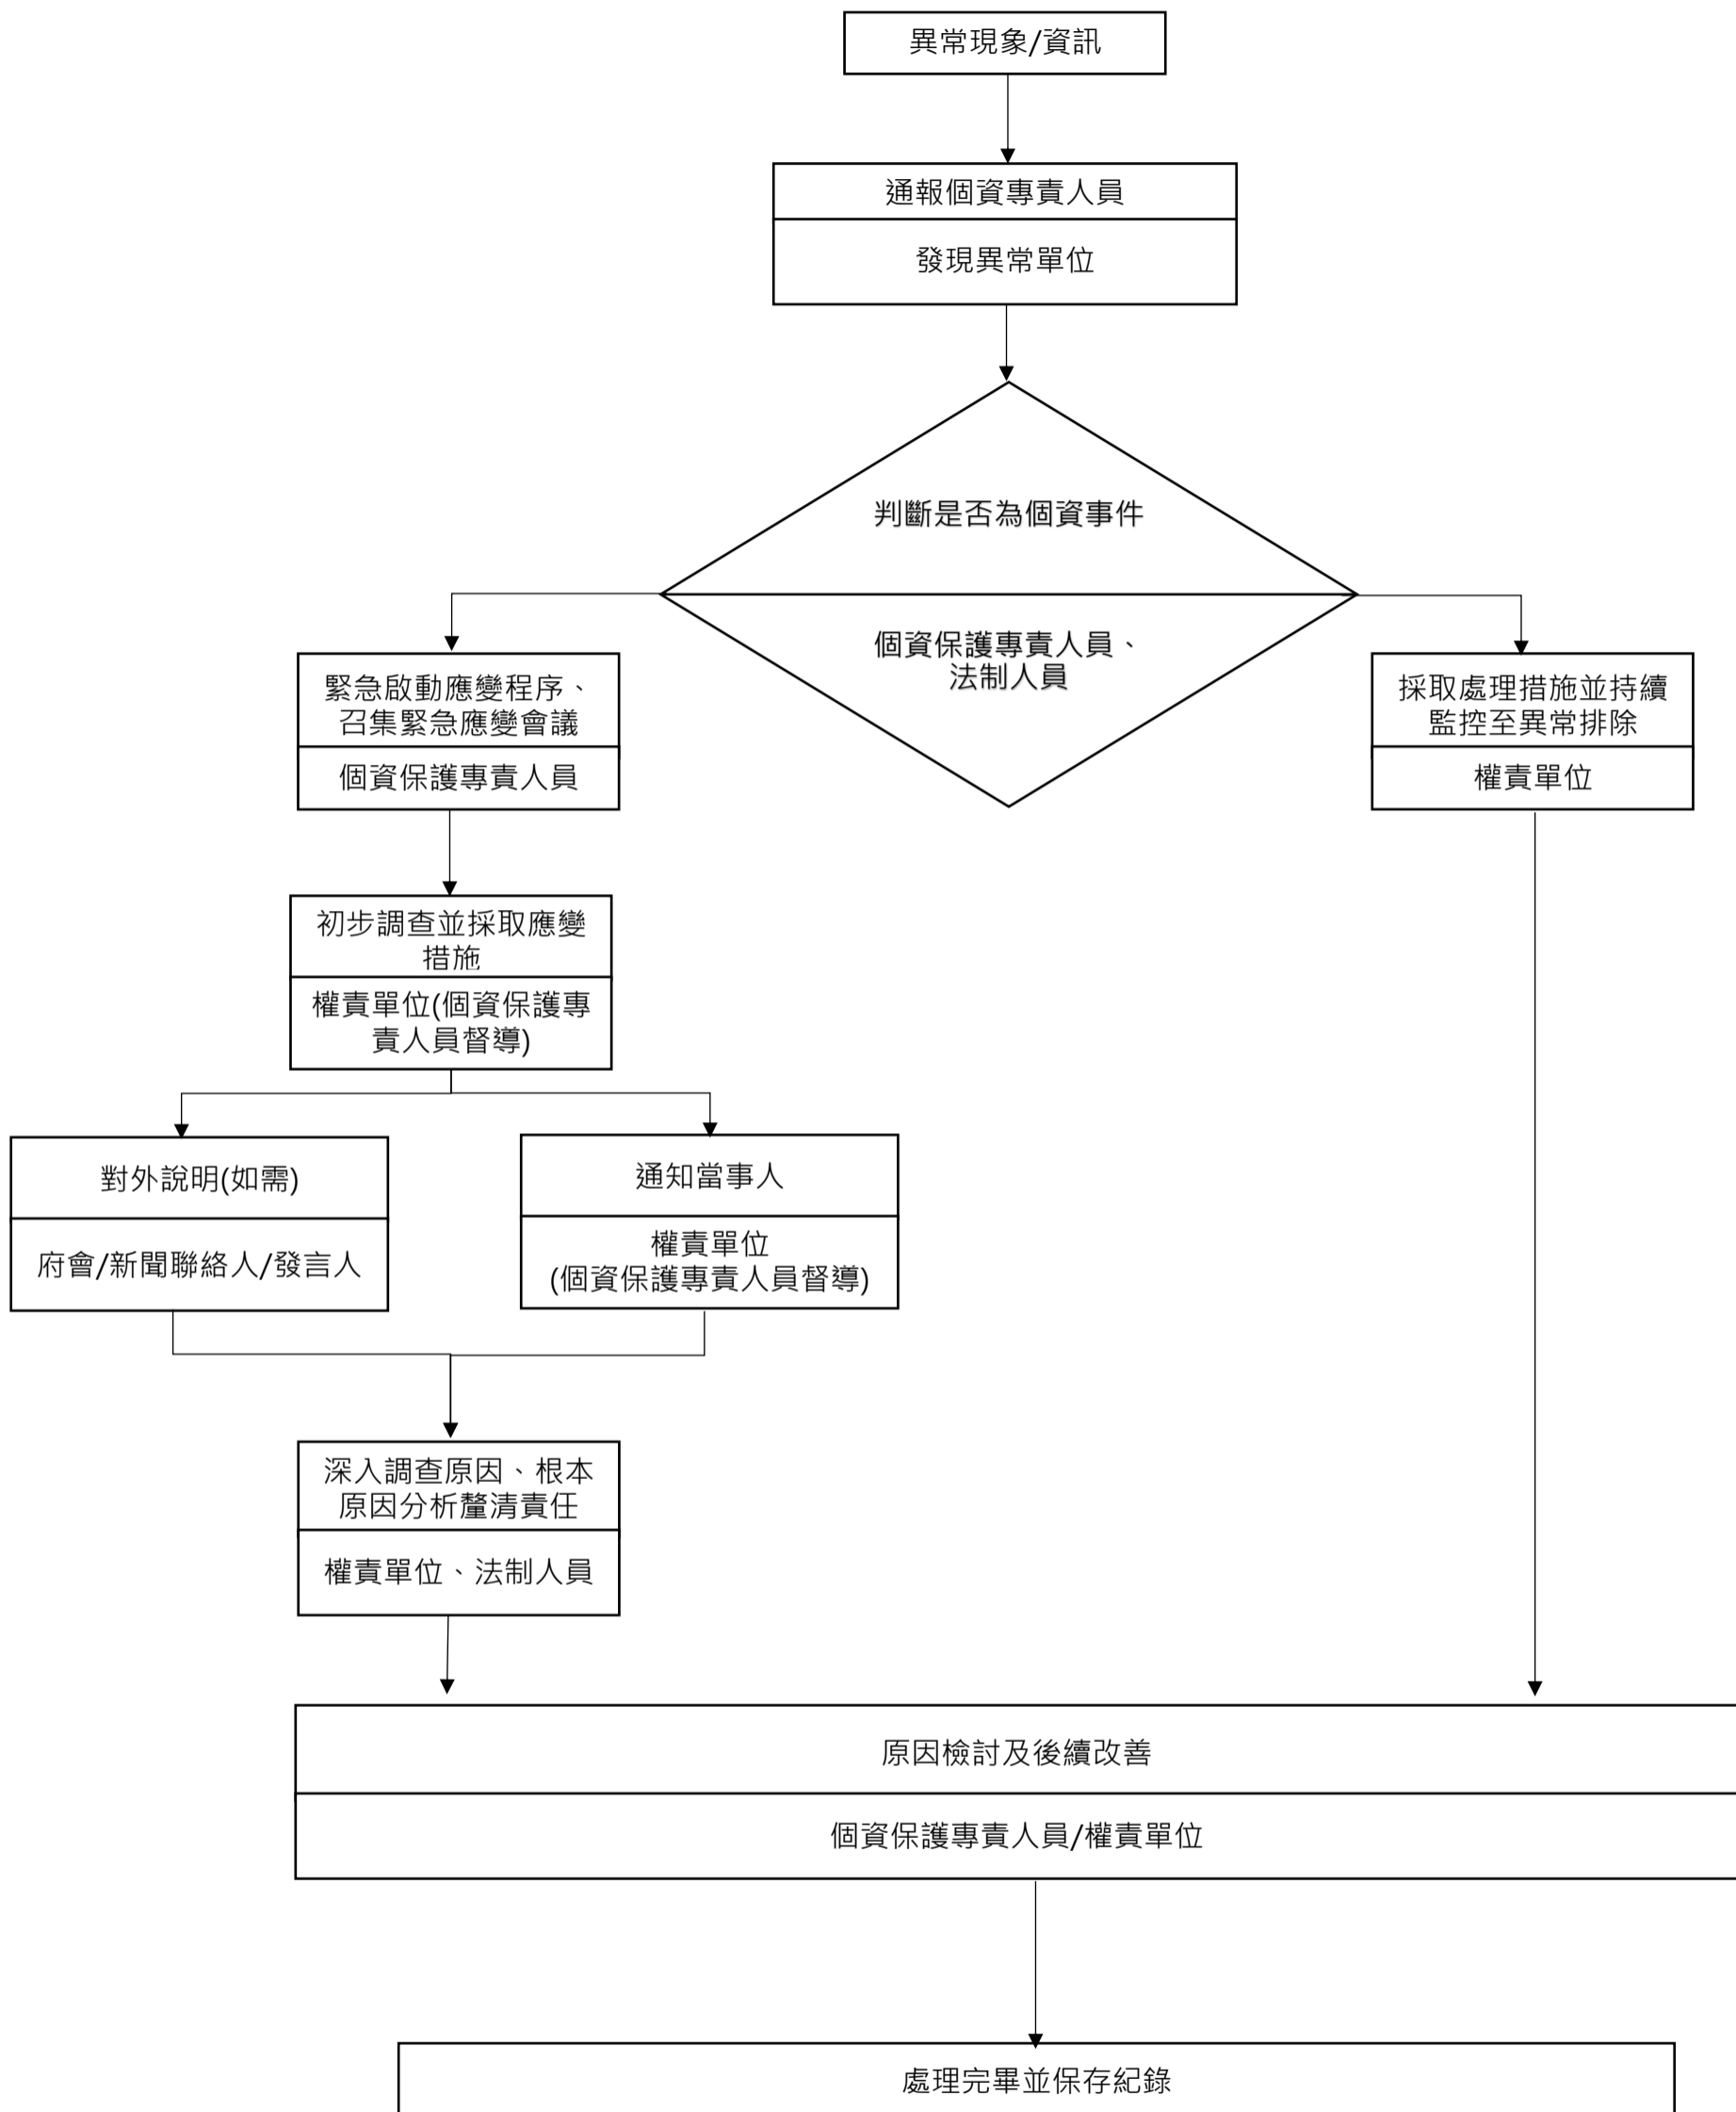 異常現象/資訊
通報個資專責人員
發現異常單位
判斷是否為個資事件
個資保護專責人員、
法制人員
緊急啟動應變程序、
召集緊急應變會議
個資保護專責人員
採取處理措施並持續
監控至異常排除
權責單位
初步調查並採取應變
措施
權責單位(個資保護專
責人員督導)
對外說明(如需)
府會/新聞聯絡人/發言人
通知當事人
權責單位
(個資保護專責人員督導)
深入調查原因、根本
原因分析釐清責任
權責單位、法制人員
原因檢討及後續改善
個資保護專責人員/權責單位
處理完畢並保存紀錄